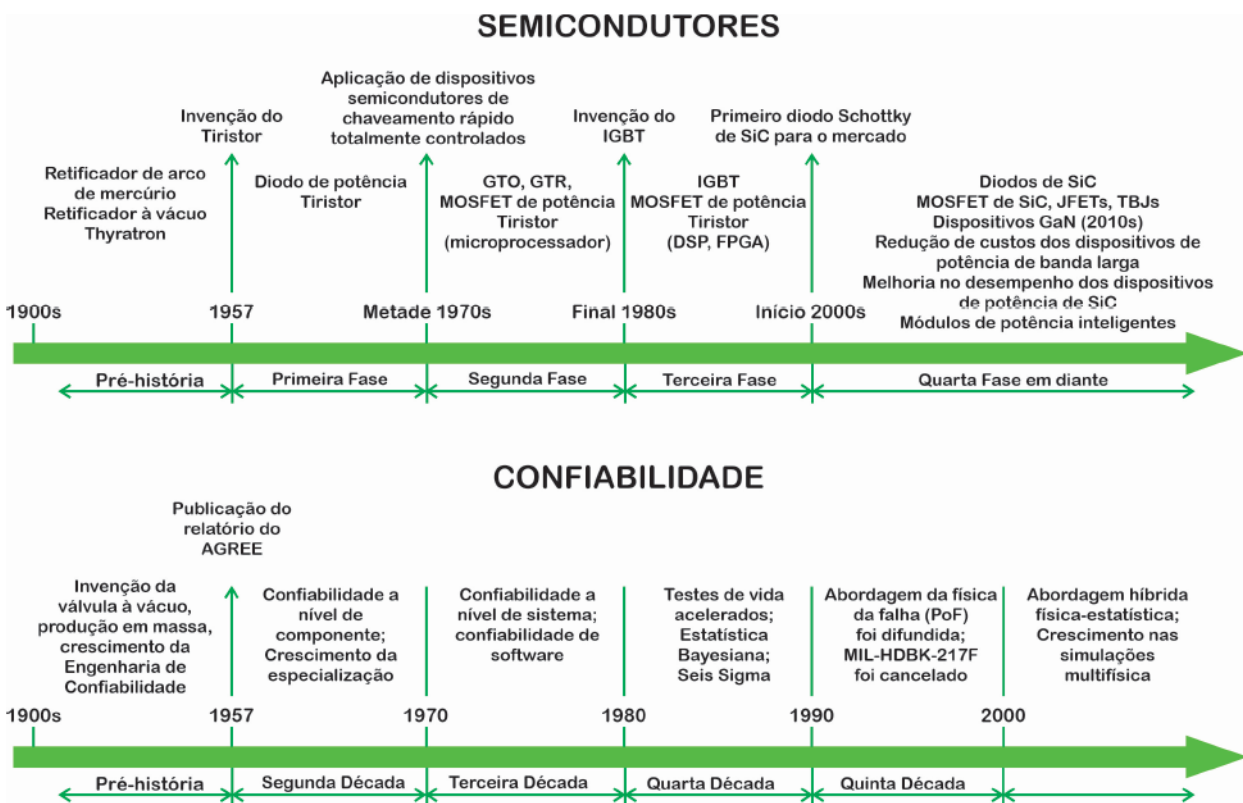 SEMICONDUTORES
Retificador de arco
de mercúrio
Retificador à vácuo
Thyratron
Invenção do
Tiristor
Diodo de potência
Tiristor
Aplicação de dispositivos
semicondutores de
chaveamento rápido
totalmente controlados
GTO, GTR,
MOSFET de potência
Tiristor
(microprocessador)
Invenção do
IGBT
IGBT
MOSFET de potência
Tiristor
(DSP, FPGA)
Primeiro diodo Schottky
de SiC para o mercado
Diodos de SiC
MOSFET de SiC, JFETs, TBJs
Dispositivos GaN (2010s)
Redução de custos dos dispositivos de
potência de banda larga
Melhoria no desempenho dos dispositivos
de potência de SiC
Módulos de potência inteligentes
1900s
1957
Metade 1970s
Final 1980s
Início 2000s
Pré-história
Primeira Fase
Segunda Fase
Terceira Fase
Quarta Fase em diante
CONFIABILIDADE
Publicação do
relatório do
AGREE
Invenção da
válvula à vácuo,
produção em massa,
crescimento da
Engenharia de
Confiabilidade
Confiabilidade a
nível de
componente;
Crescimento da
especialização
Confiabilidade a
nível de sistema;
confiabilidade de
software
Testes de vida
acelerados;
Estatística
Bayesiana;
Seis Sigma
Abordagem da física
da falha (PoF)
foi difundida;
MIL-HDBK-217F
foi cancelado
Abordagem híbrida
física-estatística;
Crescimento nas
simulações
multifísica
1900s
1957
1970
1980
1990
2000
Pré-história
Segunda Década
Terceira Década
Quarta Década
Quinta Década